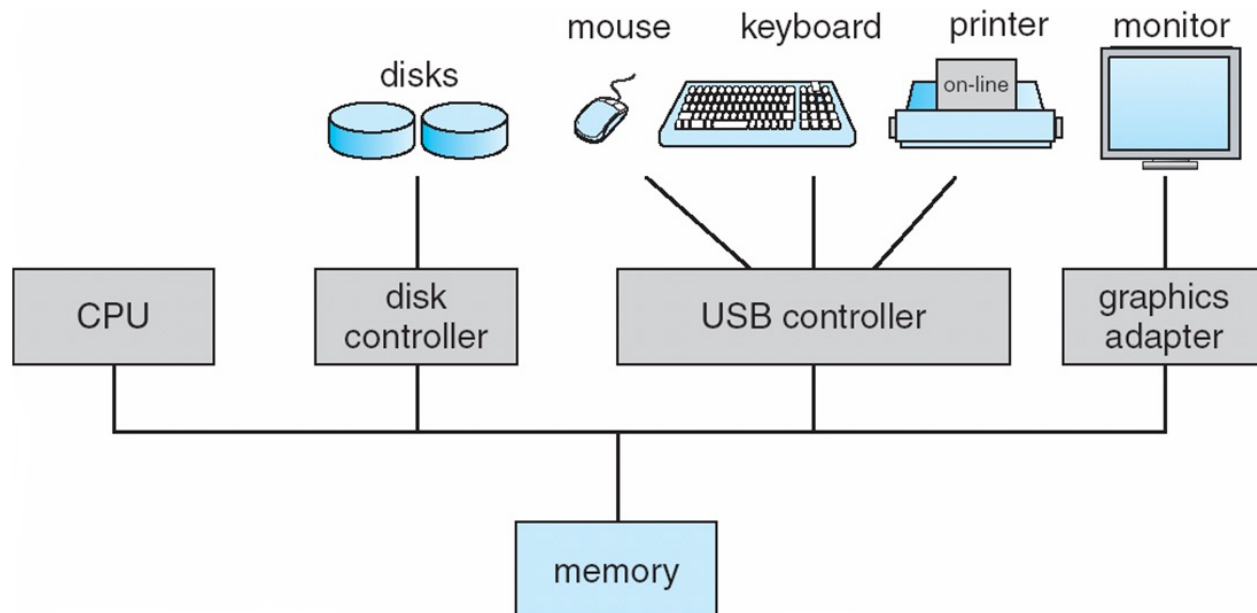 mouse
keyboard
printer
monitor
disks
on-line
CPU
disk
controller
USB controller
graphics
adapter
memory